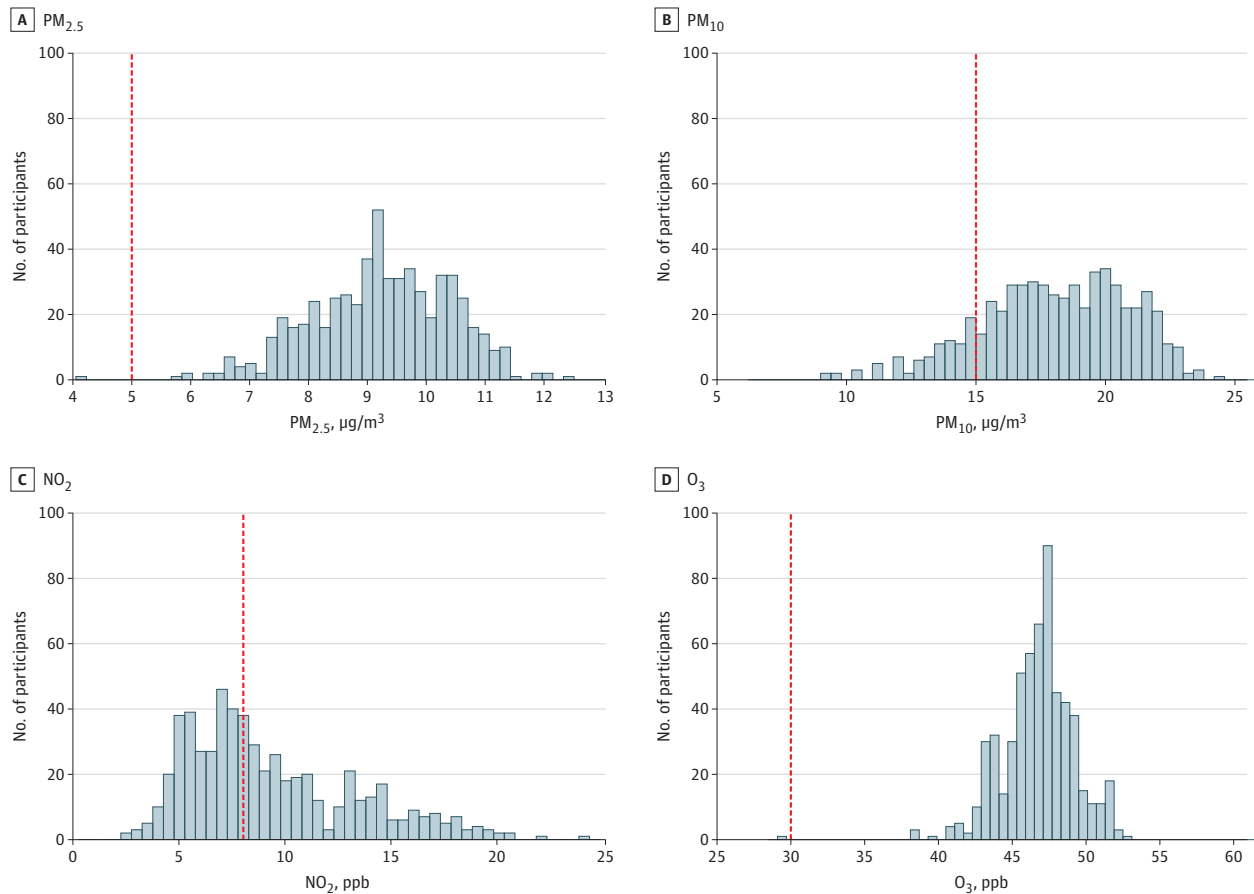 A PM2.5
100
80
60
40
20
0
No. of participants
4 5 6 7 8 9 10 11 12 13
PM2.5, µg/m3
B PM10
100
80
60
40
20
0
No. of participants
5 10 15 20 25
PM10, µg/m3
C NO2
100
80
60
40
20
0
No. of participants
0 5 10 15 20 25
NO2, ppb
D O3
100
80
60
40
20
0
No. of participants
25 30 35 40 45 50 55 60
O3, ppb